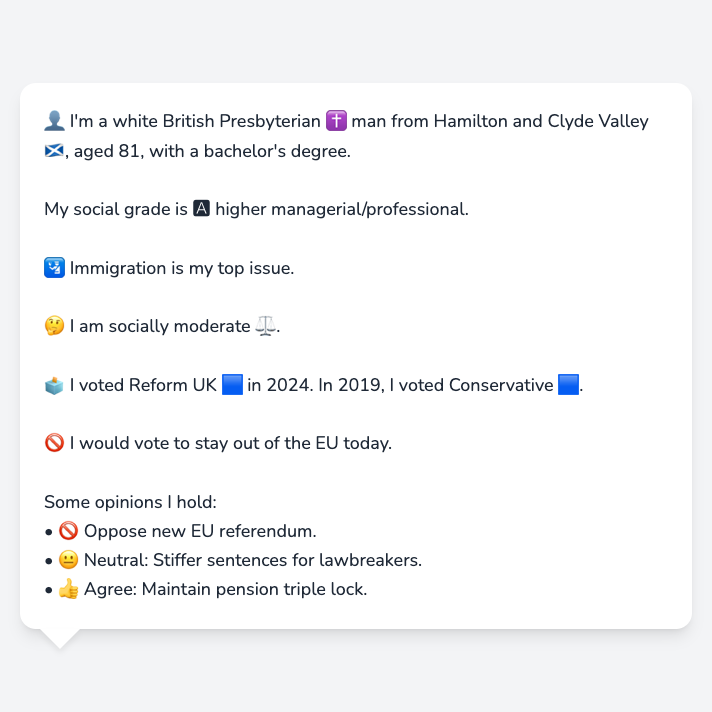 👤 I'm a white British Presbyterian ✝️ man from Hamilton and Clyde Valley
🏴󠁧󠁢󠁳󠁣󠁴󠁿, aged 81, with a bachelor's degree.
My social grade is 🅰 higher managerial/professional.
🛂 Immigration is my top issue.
🤔 I am socially moderate ⚖️.
🗳️ I voted Reform UK 🟦 in 2024. In 2019, I voted Conservative 🟦.
🚫 I would vote to stay out of the EU today.
Some opinions I hold:
• 🚫 Oppose new EU referendum.
• 😐 Neutral: Stiffer sentences for lawbreakers.
• 👍 Agree: Maintain pension triple lock.